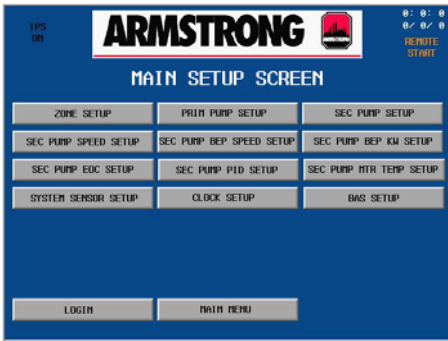 IPS
ON
ARMSTRONG
0: 0: 0
0/ 0/ 0
REMOTE
START
MAIN SETUP SCREEN
ZONE SETUP
PRIM PUMP SETUP
SEC PUMP SETUP
SEC PUMP SPEED SETUP
SEC PUMP BEP SPEED SETUP
SEC PUMP BEP KW SETUP
SEC PUMP EOC SETUP
SEC PUMP PID SETUP
SEC PUMP MTR TEMP SETUP
SYSTEM SENSOR SETUP
CLOCK SETUP
BAS SETUP
LOGIN
MAIN MENU